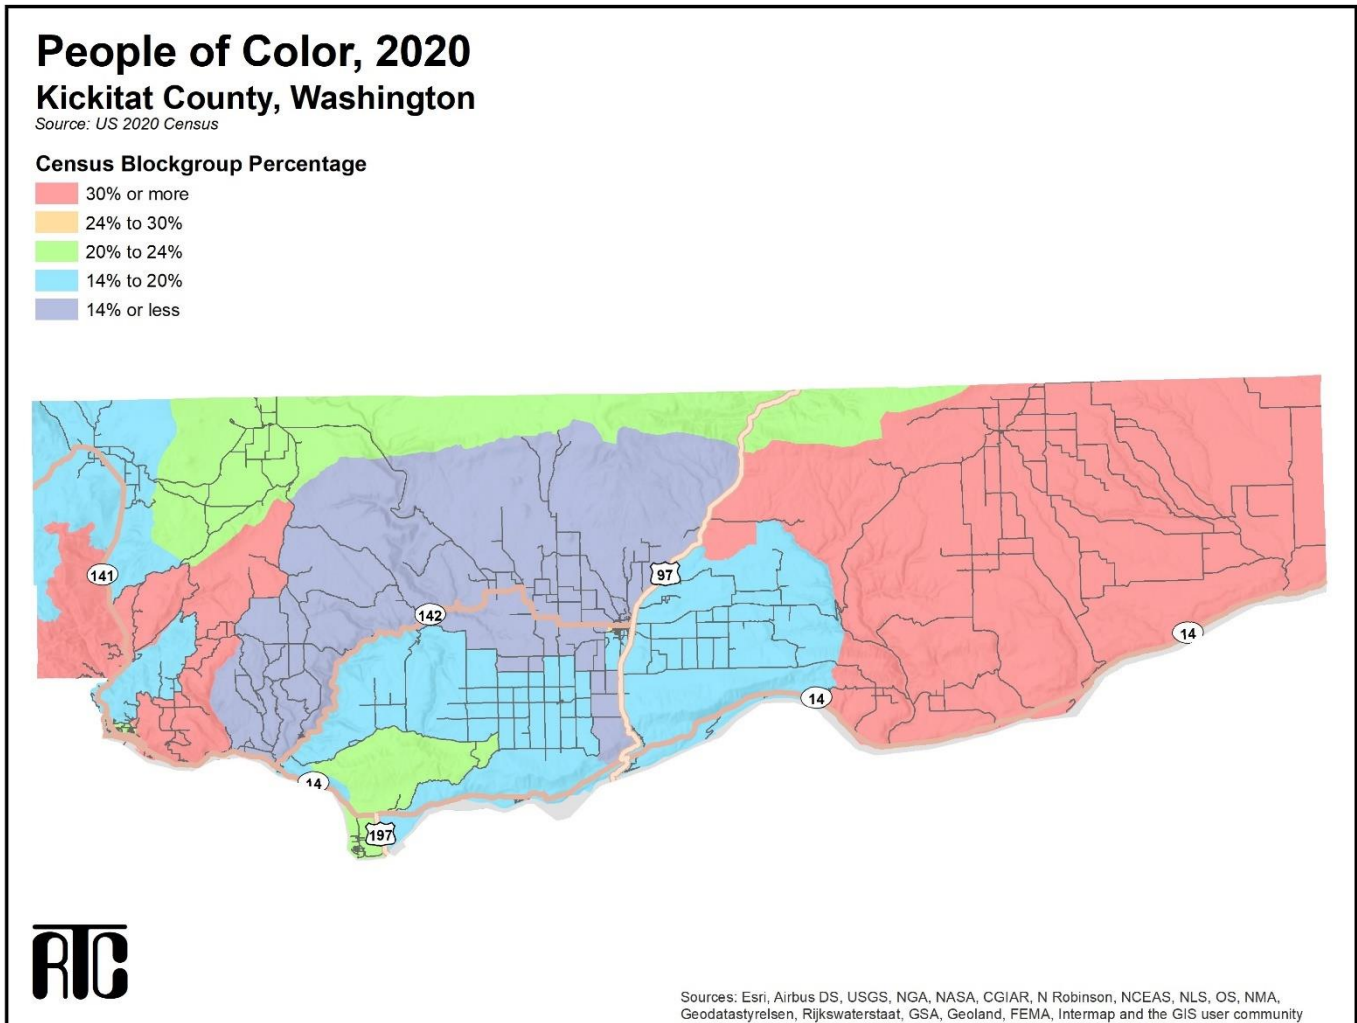 People of Color, 2020
Kickitat County, Washington
Source: US 2020 Census
Census Blockgroup Percentage
30% or more
24% to 30%
20% to 24%
14% to 20%
14% or less
141
97
142
14
14
14
197
RTC
Sources: Esri, Airbus DS, USGS, NGA, NASA, CGIAR, N Robinson, NCEAS, NLS, OS, NMA,
Geodatastyrelsen, Rijkswaterstaat, GSA, Geoland, FEMA, Intermap and the GIS user community